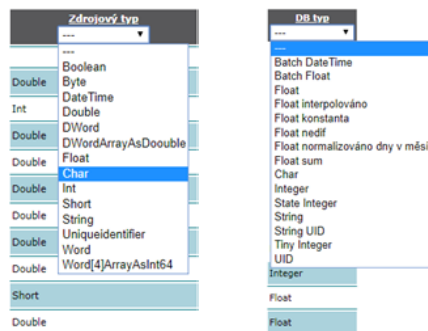 Zdrojový typ
---
---
Boolean
Byte
DateTime
Double
DWord
DWordArrayAsDoouble
Float
Char
Int
Short
String
Uniqueidentifier
Word
Word[4]ArrayAsInt64
Double
Int
Double
Double
Double
Double
Double
Double
Short
Double
DB typ
---
---
Batch DateTime
Batch Float
Float
Float interpolováno
Float konstanta
Float nedif
Float normalizováno dny v měsí
Float sum
Char
Integer
State Integer
String
String UID
Tiny Integer
UID
Integer
Float
Float